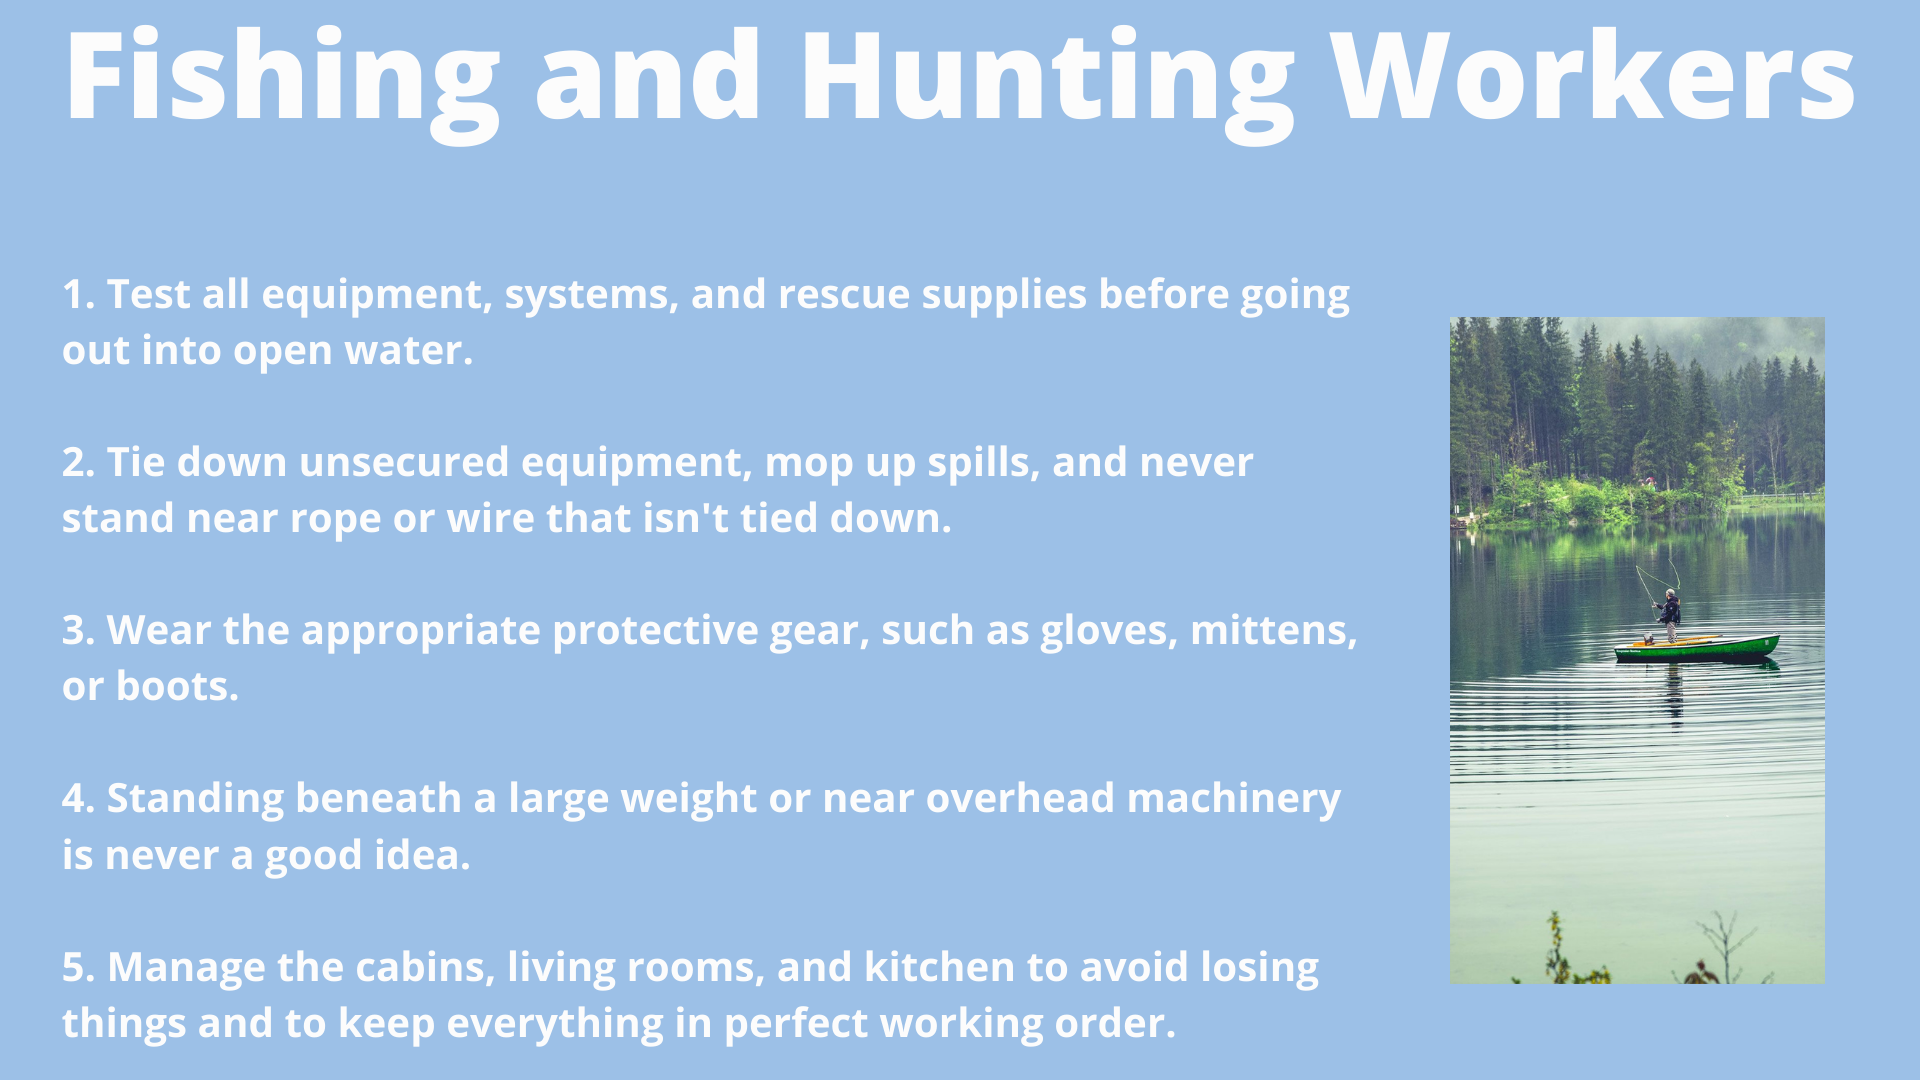 Fishing and Hunting Workers
1. Test all equipment, systems, and rescue supplies before going
out into open water.
2. Tie down unsecured equipment, mop up spills, and never
stand near rope or wire that isn't tied down.
3. Wear the appropriate protective gear, such as gloves, mittens,
or boots.
4. Standing beneath a large weight or near overhead machinery
is never a good idea.
5. Manage the cabins, living rooms, and kitchen to avoid losing
things and to keep everything in perfect working order.